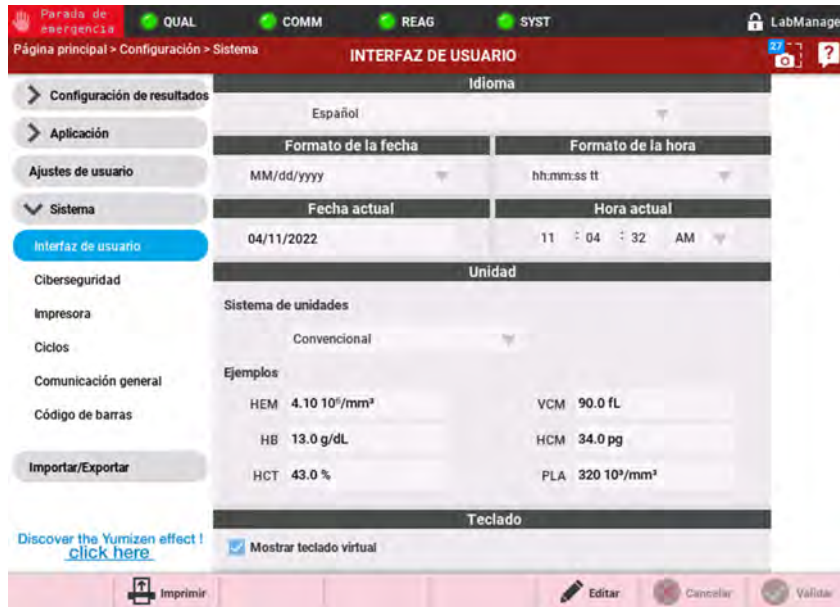 Parada de emergencia
QUAL
COMM
REAG
SYST
LabManage
Página principal > Configuración > Sistema
INTERFAZ DE USUARIO
27
?
Configuración de resultados
Aplicación
Ajustes de usuario
Sistema
Interfaz de usuario
Ciberseguridad
Impresora
Ciclos
Comunicación general
Código de barras
Importar/Exportar
Discover the Yumizen effect !
click here
Idioma
Español
Formato de la fecha
Formato de la hora
MM/dd/yyyy
hh:mm:ss tt
Fecha actual
Hora actual
04/11/2022
11 : 04 : 32 AM
Unidad
Sistema de unidades
Convencional
Ejemplos
HEM 4.10 10⁶/mm³
VCM 90.0 fL
HB 13.0 g/dL
HCM 34.0 pg
HCT 43.0 %
PLA 320 10³/mm³
Teclado
Mostrar teclado virtual
Imprimir
Editar
Cancelar
Validar